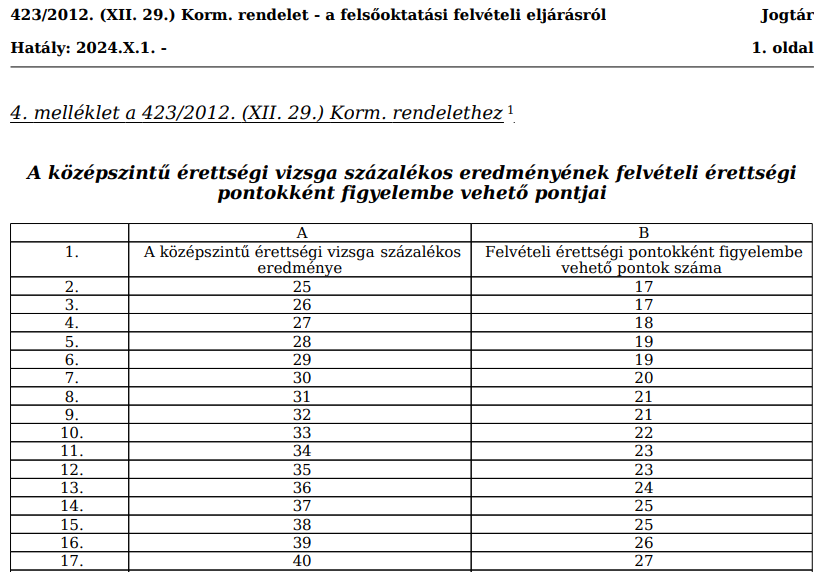 423/2012. (XII. 29.) Korm. rendelet - a felsőoktatási felvételi eljárásról Jogtár
Hatály: 2024.X.1. - 1. oldal
4. melléklet a 423/2012. (XII. 29.) Korm. rendelethez 1
A középszintű érettségi vizsga százalékos eredményének felvételi érettségi
pontokként figyelembe vehető pontjai
A B
1. A középszintű érettségi vizsga százalékos eredménye Felvételi érettségi pontokként figyelembe vehető pontok száma
2. 25 17
3. 26 17
4. 27 18
5. 28 19
6. 29 19
7. 30 20
8. 31 21
9. 32 21
10. 33 22
11. 34 23
12. 35 23
13. 36 24
14. 37 25
15. 38 25
16. 39 26
17. 40 27